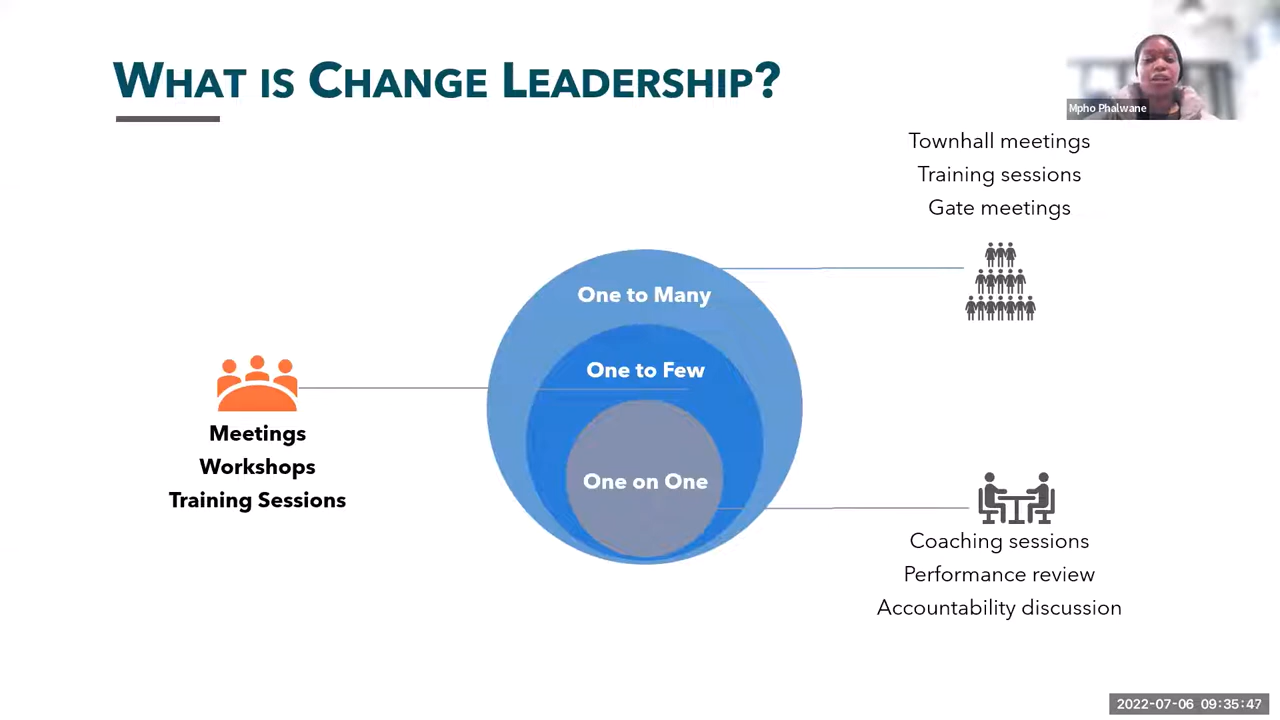 WHAT IS CHANGE LEADERSHIP?
Mpho Phalwane
Townhall meetings
Training sessions
Gate meetings
One to Many
One to Few
One on One
Meetings
Workshops
Training Sessions
Coaching sessions
Performance review
Accountability discussion
2022-07-06 09:35:47